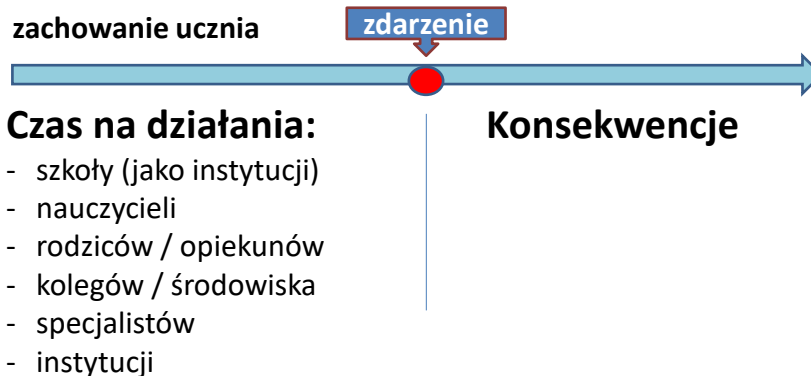 zachowanie ucznia
zdarzenie
Czas na działania:
- szkoły (jako instytucji)
- nauczycieli
- rodziców / opiekunów
- kolegów / środowiska
- specjalistów
- instytucji
Konsekwencje